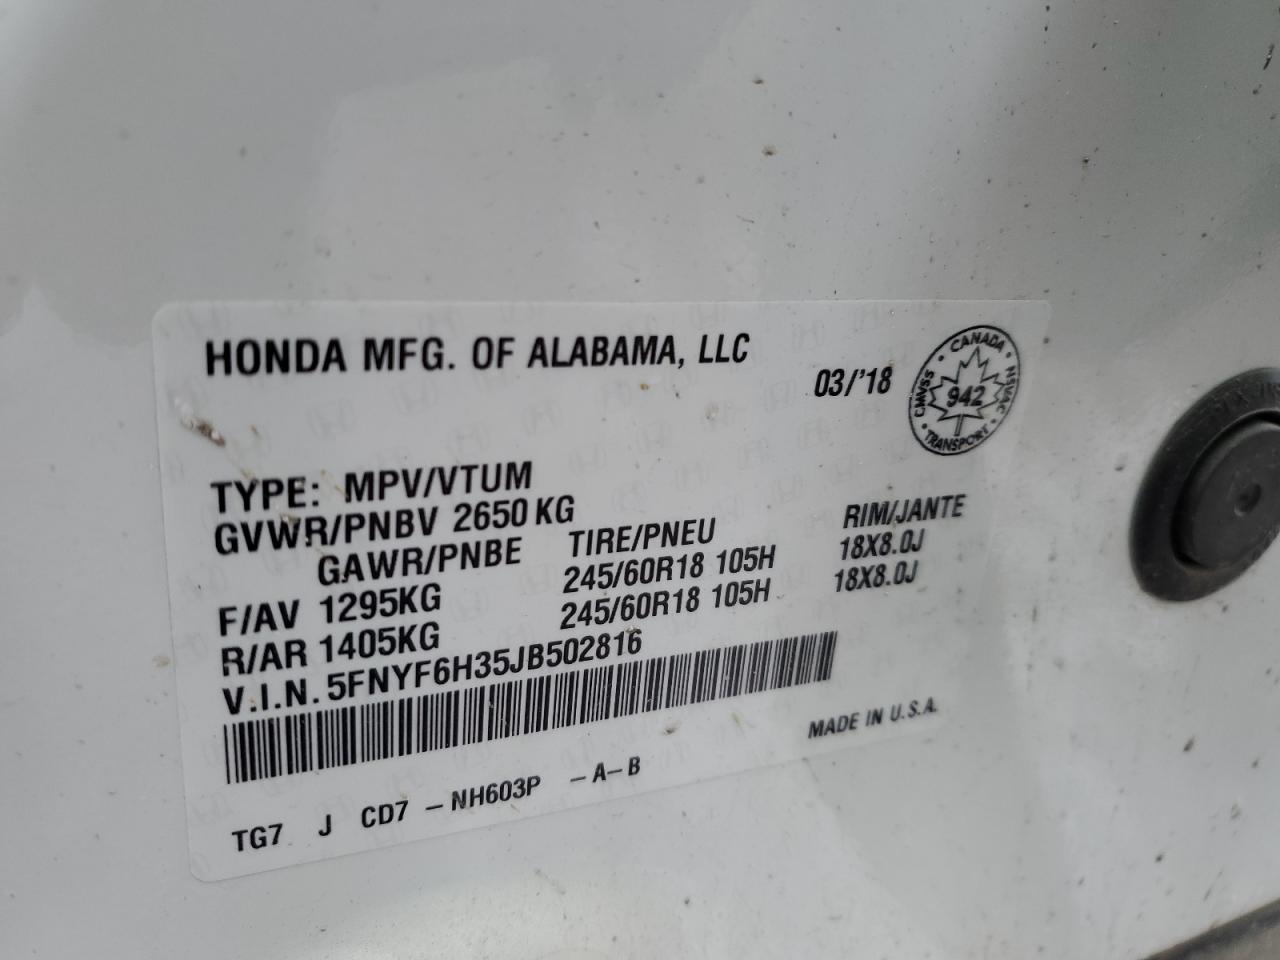 HONDA MFG. OF ALABAMA, LLC
03/'18
CANADA
CMVSS
942
NSVAC
TRANSPORT
TYPE: MPV/VTUM
GVWR/PNBV 2650 KG
GAWR/PNBE TIRE/PNEU RIM/JANTE
F/AV 1295KG 245/60R18 105H 18X8.0J
R/AR 1405KG 245/60R18 105H 18X8.0J
V.I.N. 5FNYF6H35JB502816
MADE IN U.S.A.
TG7 J CD7 -NH603P -A-B